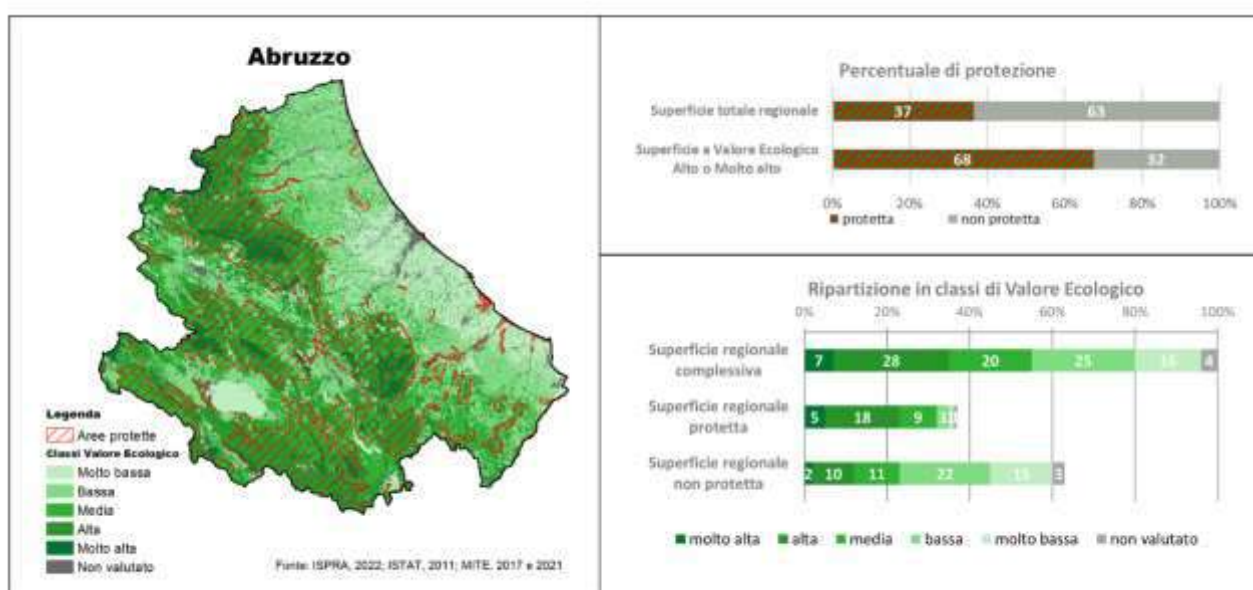 Abruzzo
Legenda
Aree protette
Classi Valore Ecologico
Molto bassa
Bassa
Media
Alta
Molto alta
Non valutato
Fonte: ISPRA, 2022; ISTAT, 2011; MITE, 2017 e 2021
Percentuale di protezione
Superficie totale regionale
37 63
Superficie a Valore Ecologico
Alto o Molto alto
68 32
0% 20% 40% 60% 80% 100%
protetta non protetta
Ripartizione in classi di Valore Ecologico
0% 20% 40% 60% 80% 100%
Superficie regionale
complessiva
7 28 20 25 16 4
Superficie regionale
protetta
5 18 9
Superficie regionale
non protetta
2 10 11 22 15 3
molto alta alta media bassa molto bassa non valutato